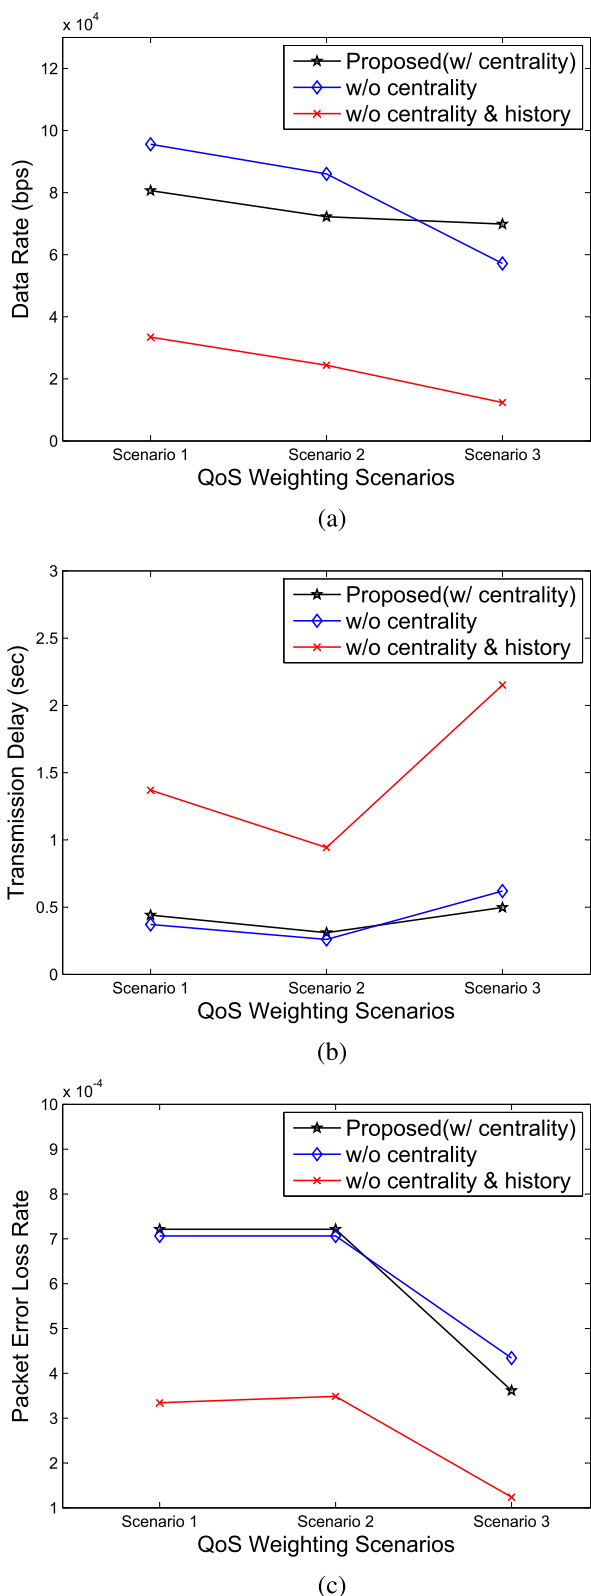 x 10^4
12
10
8
6
4
2
0
Data Rate (bps)
Proposed(w/ centrality)
w/o centrality
w/o centrality & history
Scenario 1 Scenario 2 Scenario 3
QoS Weighting Scenarios
(a)
3
2.5
2
1.5
1
0.5
0
Transmission Delay (sec)
Proposed(w/ centrality)
w/o centrality
w/o centrality & history
Scenario 1 Scenario 2 Scenario 3
QoS Weighting Scenarios
(b)
x 10^-4
10
9
8
7
6
5
4
3
2
1
Packet Error Loss Rate
Proposed(w/ centrality)
w/o centrality
w/o centrality & history
Scenario 1 Scenario 2 Scenario 3
QoS Weighting Scenarios
(c)